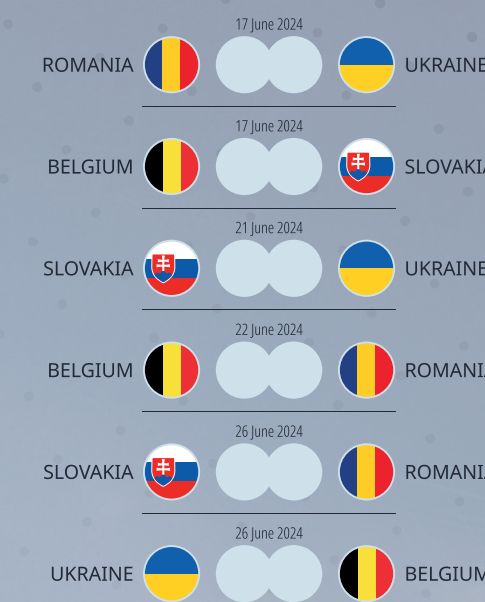 17 June 2024
ROMANIA UKRAINE
17 June 2024
BELGIUM SLOVAKIA
21 June 2024
SLOVAKIA UKRAINE
22 June 2024
BELGIUM ROMANIA
26 June 2024
SLOVAKIA ROMANIA
26 June 2024
UKRAINE BELGIUM